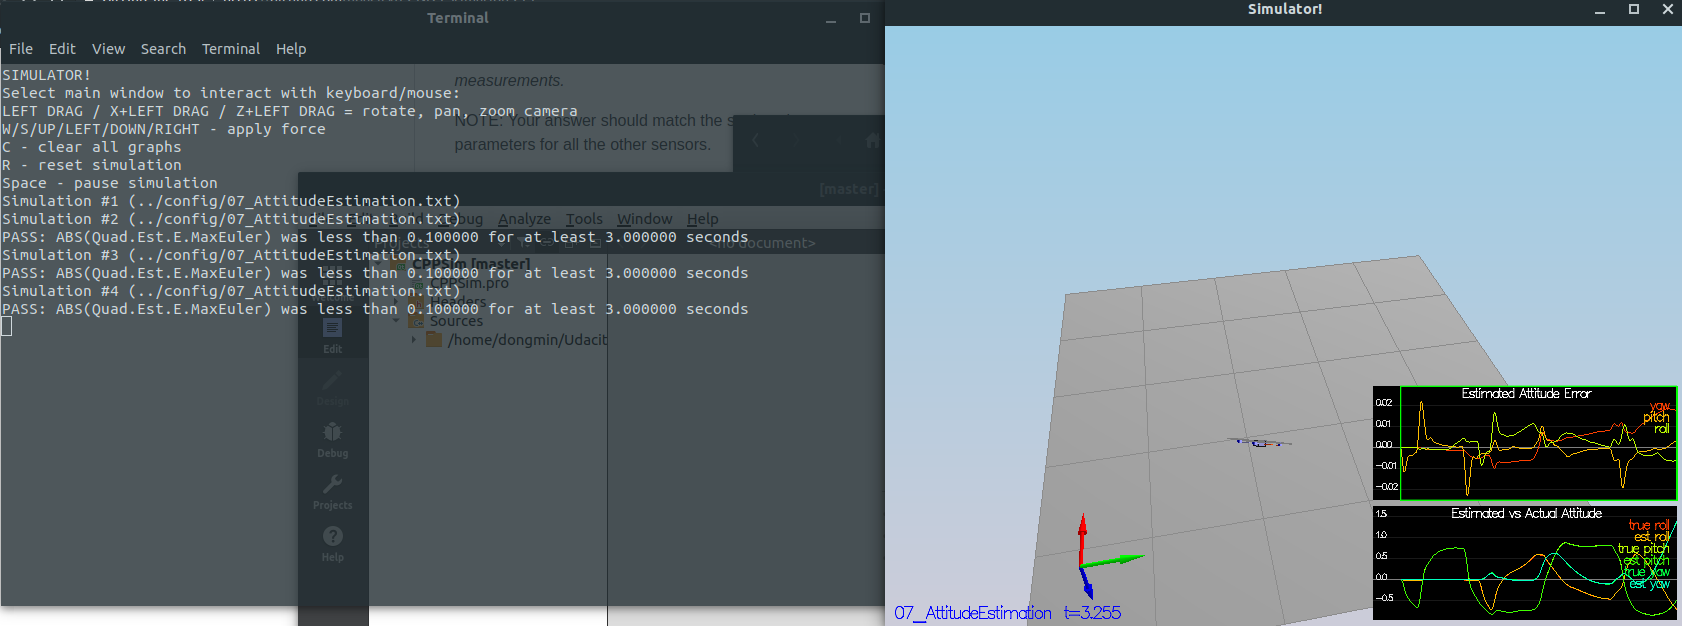 Terminal
File Edit View Search Terminal Help
SIMULATOR!
Select main window to interact with keyboard/mouse:
LEFT DRAG / X+LEFT DRAG / Z+LEFT DRAG = rotate, pan, zoom camera
W/S/UP/LEFT/DOWN/RIGHT - apply force
C - clear all graphs
R - reset simulation
Space - pause simulation
Simulation #1 (../config/07_AttitudeEstimation.txt)
Simulation #2 (../config/07_AttitudeEstimation.txt)
PASS: ABS(Quad.Est.E.MaxEuler) was less than 0.100000 for at least 3.000000 seconds
Simulation #3 (../config/07_AttitudeEstimation.txt)
PASS: ABS(Quad.Est.E.MaxEuler) was less than 0.100000 for at least 3.000000 seconds
Simulation #4 (../config/07_AttitudeEstimation.txt)
PASS: ABS(Quad.Est.E.MaxEuler) was less than 0.100000 for at least 3.000000 seconds
measurements.
NOTE: Your answer should match the
parameters for all the other sensors.
[master]
Analyze Tools Window Help
Projects
<no document>
CPPSim [master]
CPPSim.pro
Headers
Sources
/home/dongmin/Udacit
Welcome
Edit
Design
Debug
Projects
Help
Simulator!
Estimated Attitude Error
0.02
0.01
0.00
-0.01
-0.02
yaw
pitch
roll
Estimated vs Actual Attitude
1.5
1.0
0.5
0.0
-0.5
true roll
est roll
true pitch
est pitch
true yaw
est yaw
07_AttitudeEstimation t=3.255